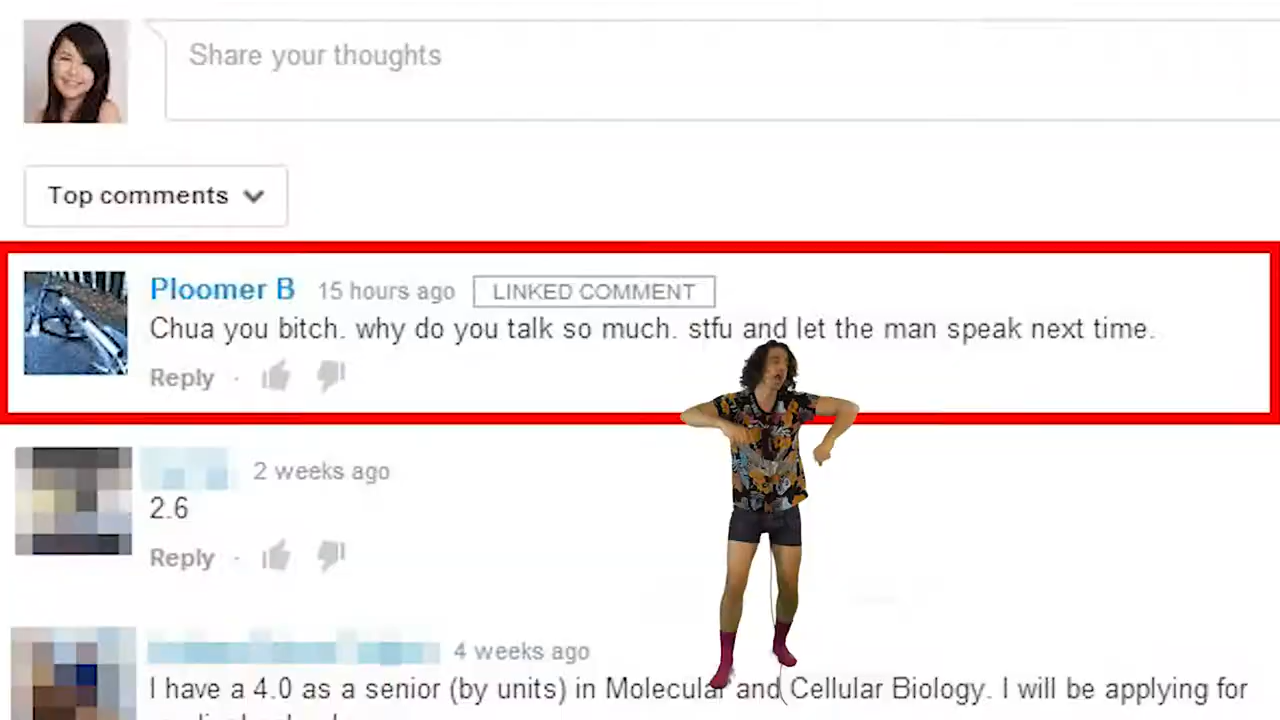 Share your thoughts
Top comments
Ploomer B 15 hours ago LINKED COMMENT
Chua you bitch. why do you talk so much. stfu and let the man speak next time.
Reply ·
2 weeks ago
2.6
Reply ·
4 weeks ago
I have a 4.0 as a senior (by units) in Molecular and Cellular Biology. I will be applying for